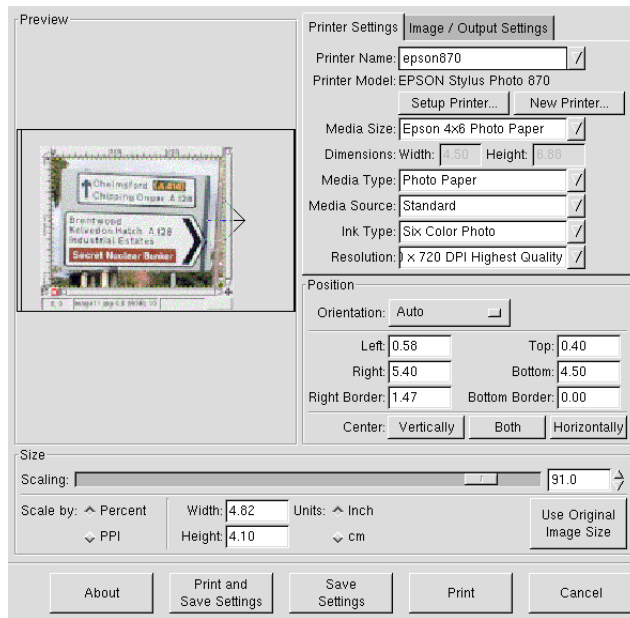 Preview
Chelmsford (A414)
Chipping Ongar A 128
Brentwood
Kelvedon Hatch A 128
Industrial Estates
Secret Nuclear Bunker
Printer Settings
Image / Output Settings
Printer Name: epson870
Printer Model: EPSON Stylus Photo 870
Setup Printer...
New Printer...
Media Size: Epson 4x6 Photo Paper
Dimensions: Width: 4.50 Height: 6.88
Media Type: Photo Paper
Media Source: Standard
Ink Type: Six Color Photo
Resolution: x 720 DPI Highest Quality
Position
Orientation: Auto
Left: 0.58 Top: 0.40
Right: 5.40 Bottom: 4.50
Right Border: 1.47 Bottom Border: 0.00
Center: Vertically Both Horizontally
Size
Scaling: 91.0
Scale by: Percent
PPI
Width: 4.82
Height: 4.10
Units: Inch
cm
Use Original
Image Size
About
Print and
Save Settings
Save
Settings
Print
Cancel